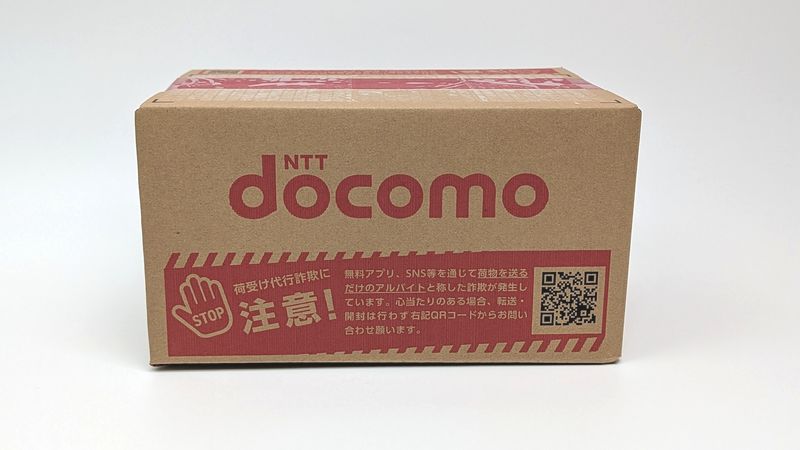 NTT
docomo
STOP
荷受け代行詐欺に
注意!
無料アプリ、SNS等を通じて荷物を送る
だけのアルバイトと称した詐欺が発生し
ています。心当たりのある場合、転送・
開封は行わず右記QRコードからお問い
合わせ願います。